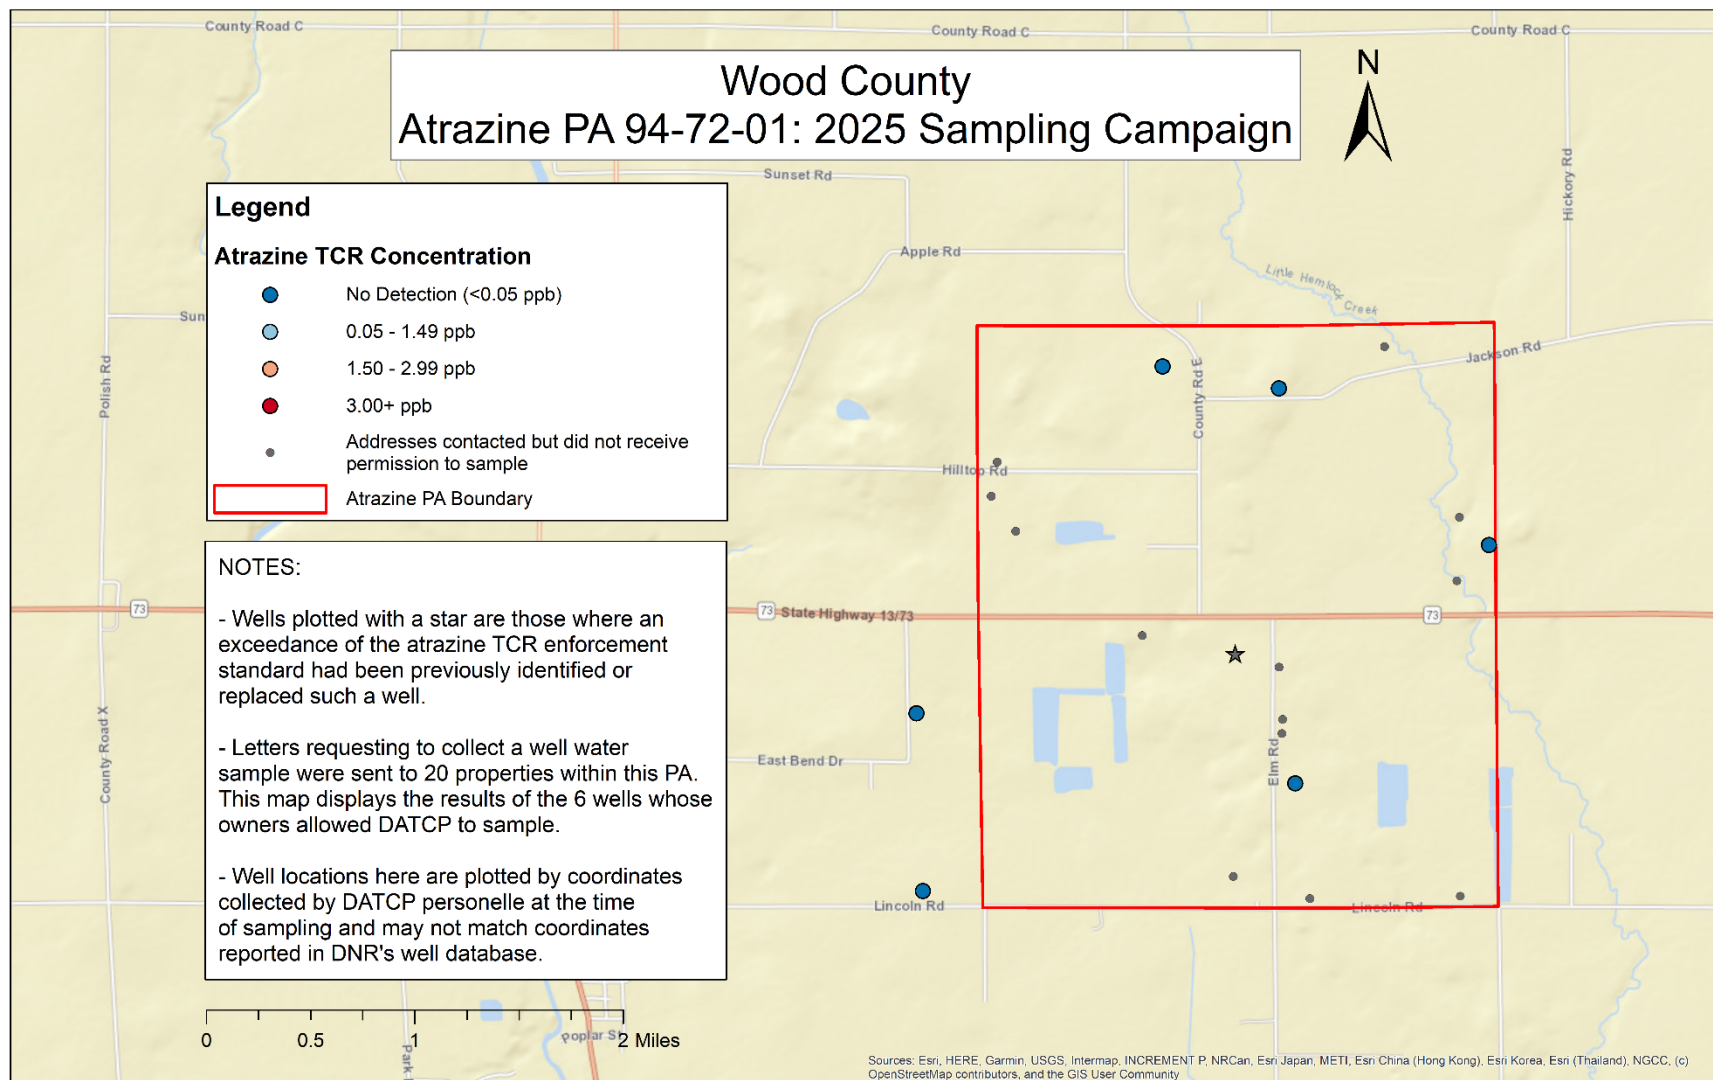 County Road C
County Road C
County Road C
Wood County
Atrazine PA 94-72-01: 2025 Sampling Campaign
N
Sunset Rd
Hickory Rd
Legend
Atrazine TCR Concentration
No Detection (<0.05 ppb)
0.05 - 1.49 ppb
1.50 - 2.99 ppb
3.00+ ppb
Addresses contacted but did not receive
permission to sample
Atrazine PA Boundary
Apple Rd
Little Hemlock Creek
Sun
Polish Rd
Jackson Rd
County Rd E
Hilltop Rd
NOTES:
- Wells plotted with a star are those where an
exceedance of the atrazine TCR enforcement
standard had been previously identified or
replaced such a well.
- Letters requesting to collect a well water
sample were sent to 20 properties within this PA.
This map displays the results of the 6 wells whose
owners allowed DATCP to sample.
- Well locations here are plotted by coordinates
collected by DATCP personelle at the time
of sampling and may not match coordinates
reported in DNR's well database.
73
73
State Highway 13/73
73
County Road X
East Bend Dr
Elm Rd
Lincoln Rd
Lincoln Rd
0 0.5 1 2 Miles
Poplar St
Park
Sources: Esri, HERE, Garmin, USGS, Intermap, INCREMENT P, NRCan, Esri Japan, METI, Esri China (Hong Kong), Esri Korea, Esri (Thailand), NGCC, (c)
OpenStreetMap contributors, and the GIS User Community